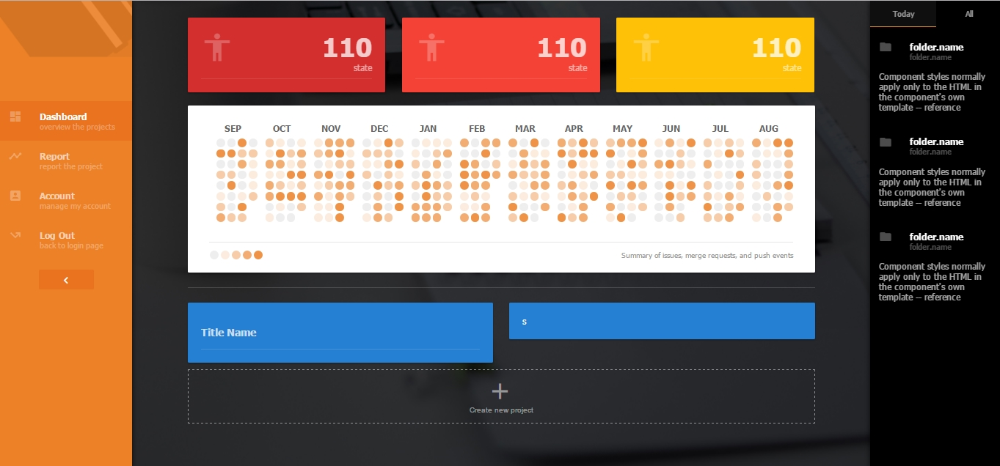 Dashboard
overview the projects
Report
report the project
Account
manage my account
Log Out
back to login page
110
state
110
state
110
state
SEP OCT NOV DEC JAN FEB MAR APR MAY JUN JUL AUG
Summary of issues, merge requests, and push events
Title Name
s
Create new project
Today All
folder.name
folder.name
Component styles normally
apply only to the HTML in
the component's own
template — reference
folder.name
folder.name
Component styles normally
apply only to the HTML in
the component's own
template — reference
folder.name
folder.name
Component styles normally
apply only to the HTML in
the component's own
template — reference